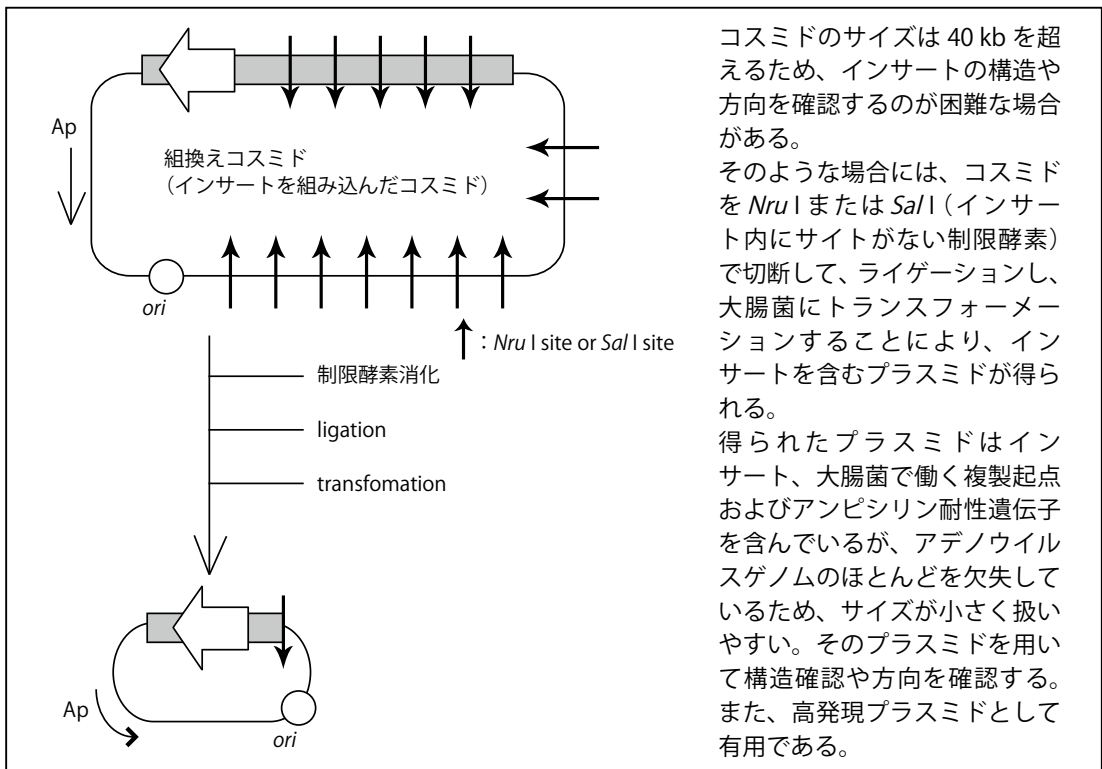 Ap
組換えコスミド
（インサートを組み込んだコスミド）
ori
：Nru I site or Sal I site
制限酵素消化
ligation
transfomation
Ap
ori
コスミドのサイズは 40 kb を超
えるため、インサートの構造や
方向を確認するのが困難な場合
がある。
そのような場合には、コスミド
を Nru I または Sal I（インサー
ト内にサイトがない制限酵素）
で切断して、ライゲーションし、
大腸菌にトランスフォーメー
ションすることにより、イン
サートを含むプラスミドが得ら
れる。
得られたプラスミドはイン
サート、大腸菌で働く複製起点
およびアンピシリン耐性遺伝子
を含んでいるが、アデノウイル
スゲノムのほとんどを欠失して
いるため、サイズが小さく扱い
やすい。そのプラスミドを用い
て構造確認や方向を確認する。
また、高発現プラスミドとして
有用である。